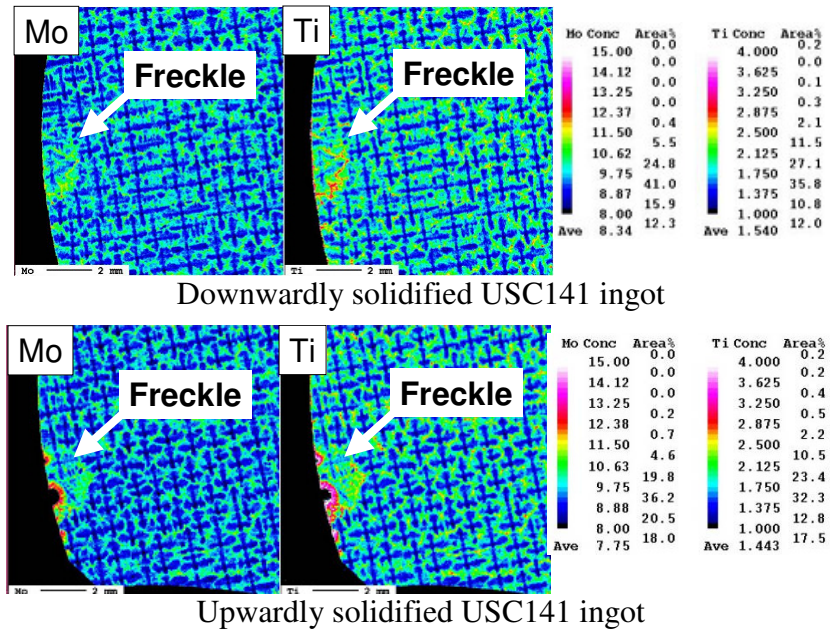 Mo
Ti
Freckle
Freckle
Mo 2 mm
Ti 2 mm
Mo Conc Area%
15.00 0.0
14.12 0.0
13.25 0.0
12.37 0.0
11.50 0.4
10.62 5.5
9.75 24.8
8.87 41.0
8.00 15.9
12.3
Ave 8.34
Ti Conc Area%
4.000 0.2
3.625 0.0
3.250 0.1
2.875 0.3
2.500 2.1
2.125 11.5
1.750 27.1
1.375 35.8
1.000 10.8
12.0
Ave 1.540
Downwardly solidified USC141 ingot
Mo
Ti
Freckle
Freckle
Mo 2 mm
Ti 2 mm
Mo Conc Area%
15.00 0.0
14.12 0.2
13.25 0.0
12.38 0.2
11.50 0.7
10.63 4.6
9.75 19.8
8.88 36.2
8.00 20.5
18.0
Ave 7.75
Ti Conc Area%
4.000 0.2
3.625 0.2
3.250 0.4
2.875 0.5
2.500 2.2
2.125 10.5
1.750 23.4
1.375 32.3
1.000 12.8
17.5
Ave 1.443
Upwardly solidified USC141 ingot